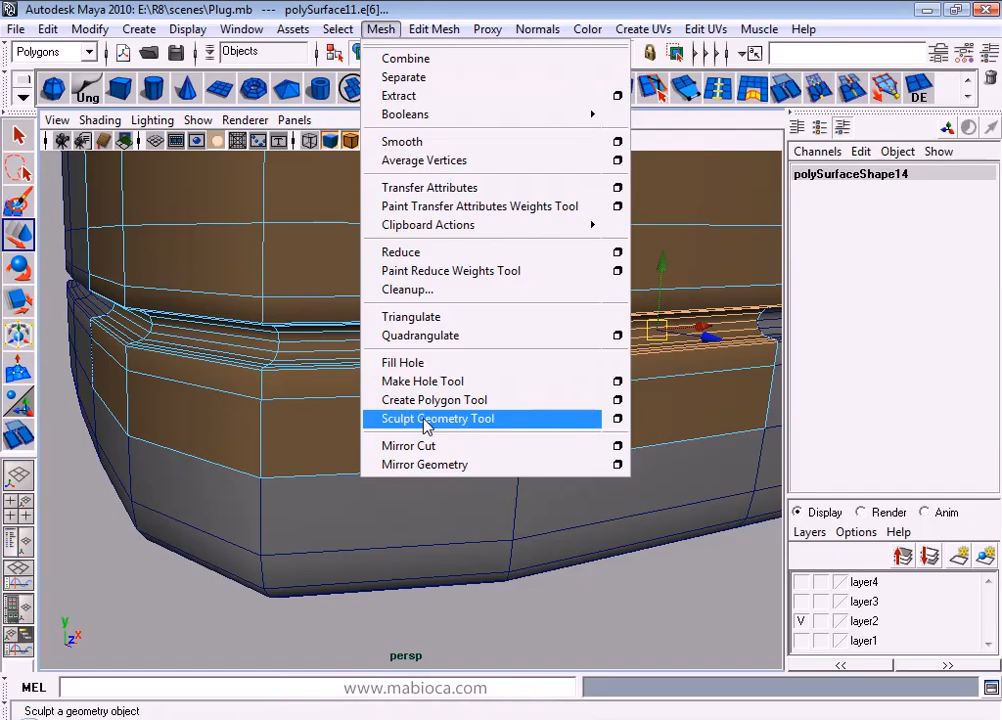 Autodesk Maya 2010: E:\R8\scenes\Plug.mb --- polySurface11.e[6]...
File Edit Modify Create Display Window Assets Select Mesh Edit Mesh Proxy Normals Color Create UVs Edit UVs Muscle Help
Polygons Objects
Ung DE
View Shading Lighting Show Renderer Panels
Combine
Separate
Extract
Booleans
Smooth
Average Vertices
Transfer Attributes
Paint Transfer Attributes Weights Tool
Clipboard Actions
Reduce
Paint Reduce Weights Tool
Cleanup...
Triangulate
Quadrangulate
Fill Hole
Make Hole Tool
Create Polygon Tool
Sculpt Geometry Tool
Mirror Cut
Mirror Geometry
Channels Edit Object Show
polySurfaceShape14
Display Render Anim
Layers Options Help
layer4
layer3
V layer2
layer1
<< >>
y
z x
persp
MEL www.mabioca.com
Sculpt a geometry object